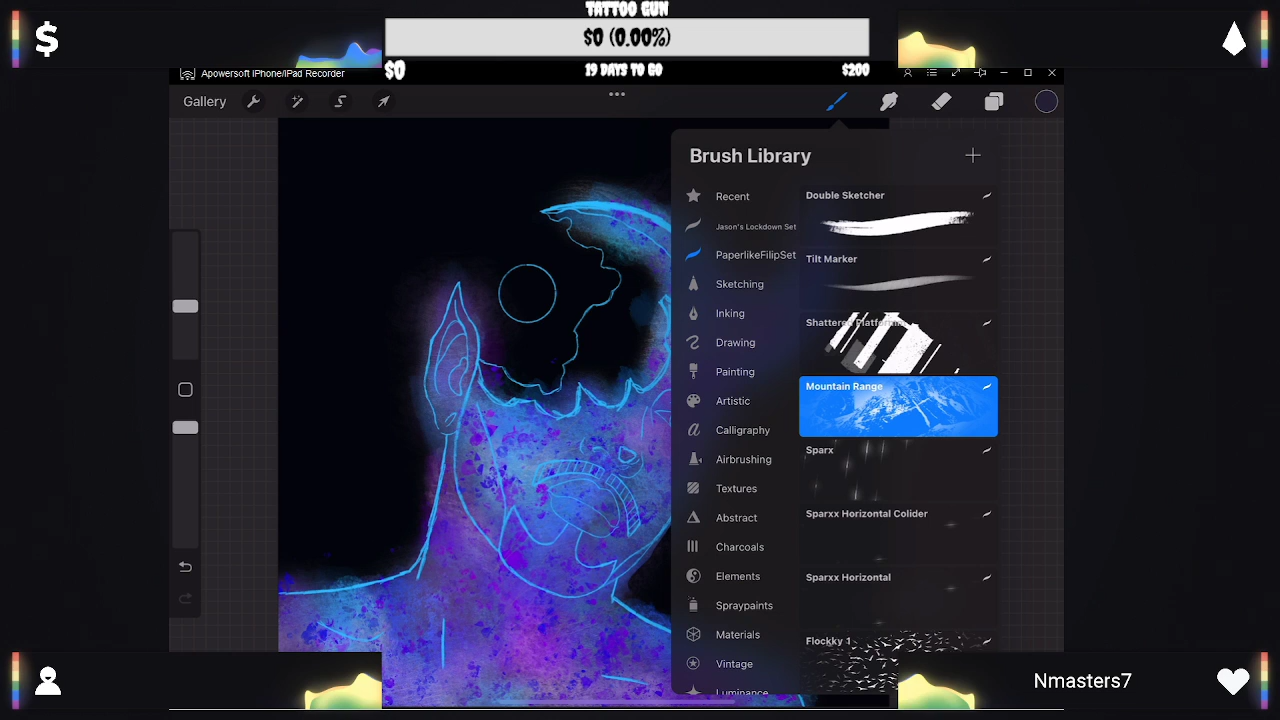 TATTOO GUN
$
$0 (0.00%)
$0
19 DAYS TO GO
$200
Apowersoft iPhone/iPad Recorder
Gallery
Brush Library
Recent
Jason's Lockdown Set
PaperlikeFilipSet
Sketching
Inking
Drawing
Painting
Artistic
Calligraphy
Airbrushing
Textures
Abstract
Charcoals
Elements
Spraypaints
Materials
Vintage
Luminance
Double Sketcher
Tilt Marker
Mountain Range
Sparx
Sparxx Horizontal Colider
Sparxx Horizontal
Flockky 1
Nmasters7